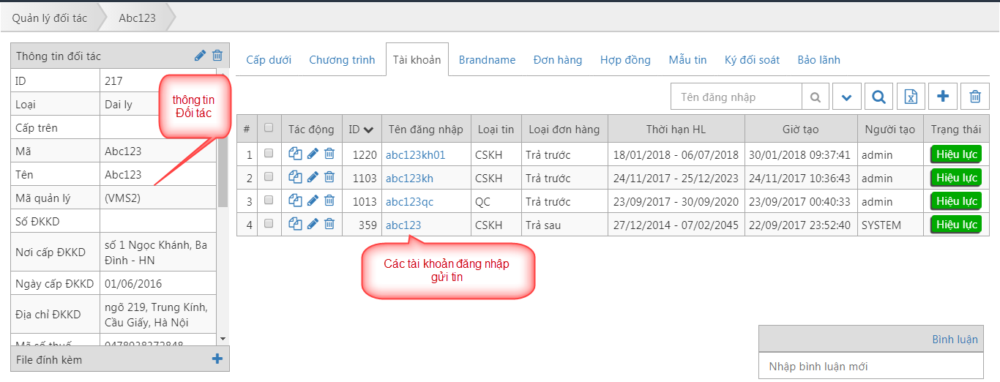 Quản lý đối tác Abc123
Thông tin đối tác
ID 217
Loại Dai ly
Cấp trên
Mã Abc123
Tên Abc123
Mã quản lý (VMS2)
Số ĐKKD
Nơi cấp ĐKKD số 1 Ngọc Khánh, Ba
Đình - HN
Ngày cấp ĐKKD 01/06/2016
Địa chỉ ĐKKD ngõ 219, Trung Kính,
Cầu Giấy, Hà Nội
Mã số thuế
File đính kèm
thông tin
Đối tác
Cấp dưới Chương trình Tài khoản Brandname Đơn hàng Hợp đồng Mẫu tin Ký đối soát Bảo lãnh
Tên đăng nhập
# Tác động ID Tên đăng nhập Loại tin Loại đơn hàng Thời hạn HL Giờ tạo Người tạo Trạng thái
1 1220 abc123kh01 CSKH Trả trước 18/01/2018 - 06/07/2018 30/01/2018 09:37:41 admin Hiệu lực
2 1103 abc123kh CSKH Trả trước 24/11/2017 - 25/12/2023 24/11/2017 10:36:43 admin Hiệu lực
3 1013 abc123qc QC Trả trước 23/09/2017 - 30/09/2020 23/09/2017 00:40:33 admin Hiệu lực
4 359 abc123 CSKH Trả sau 27/12/2014 - 07/02/2045 22/09/2017 23:52:40 SYSTEM Hiệu lực
Các tài khoản đăng nhập
gửi tin
Bình luận
Nhập bình luận mới